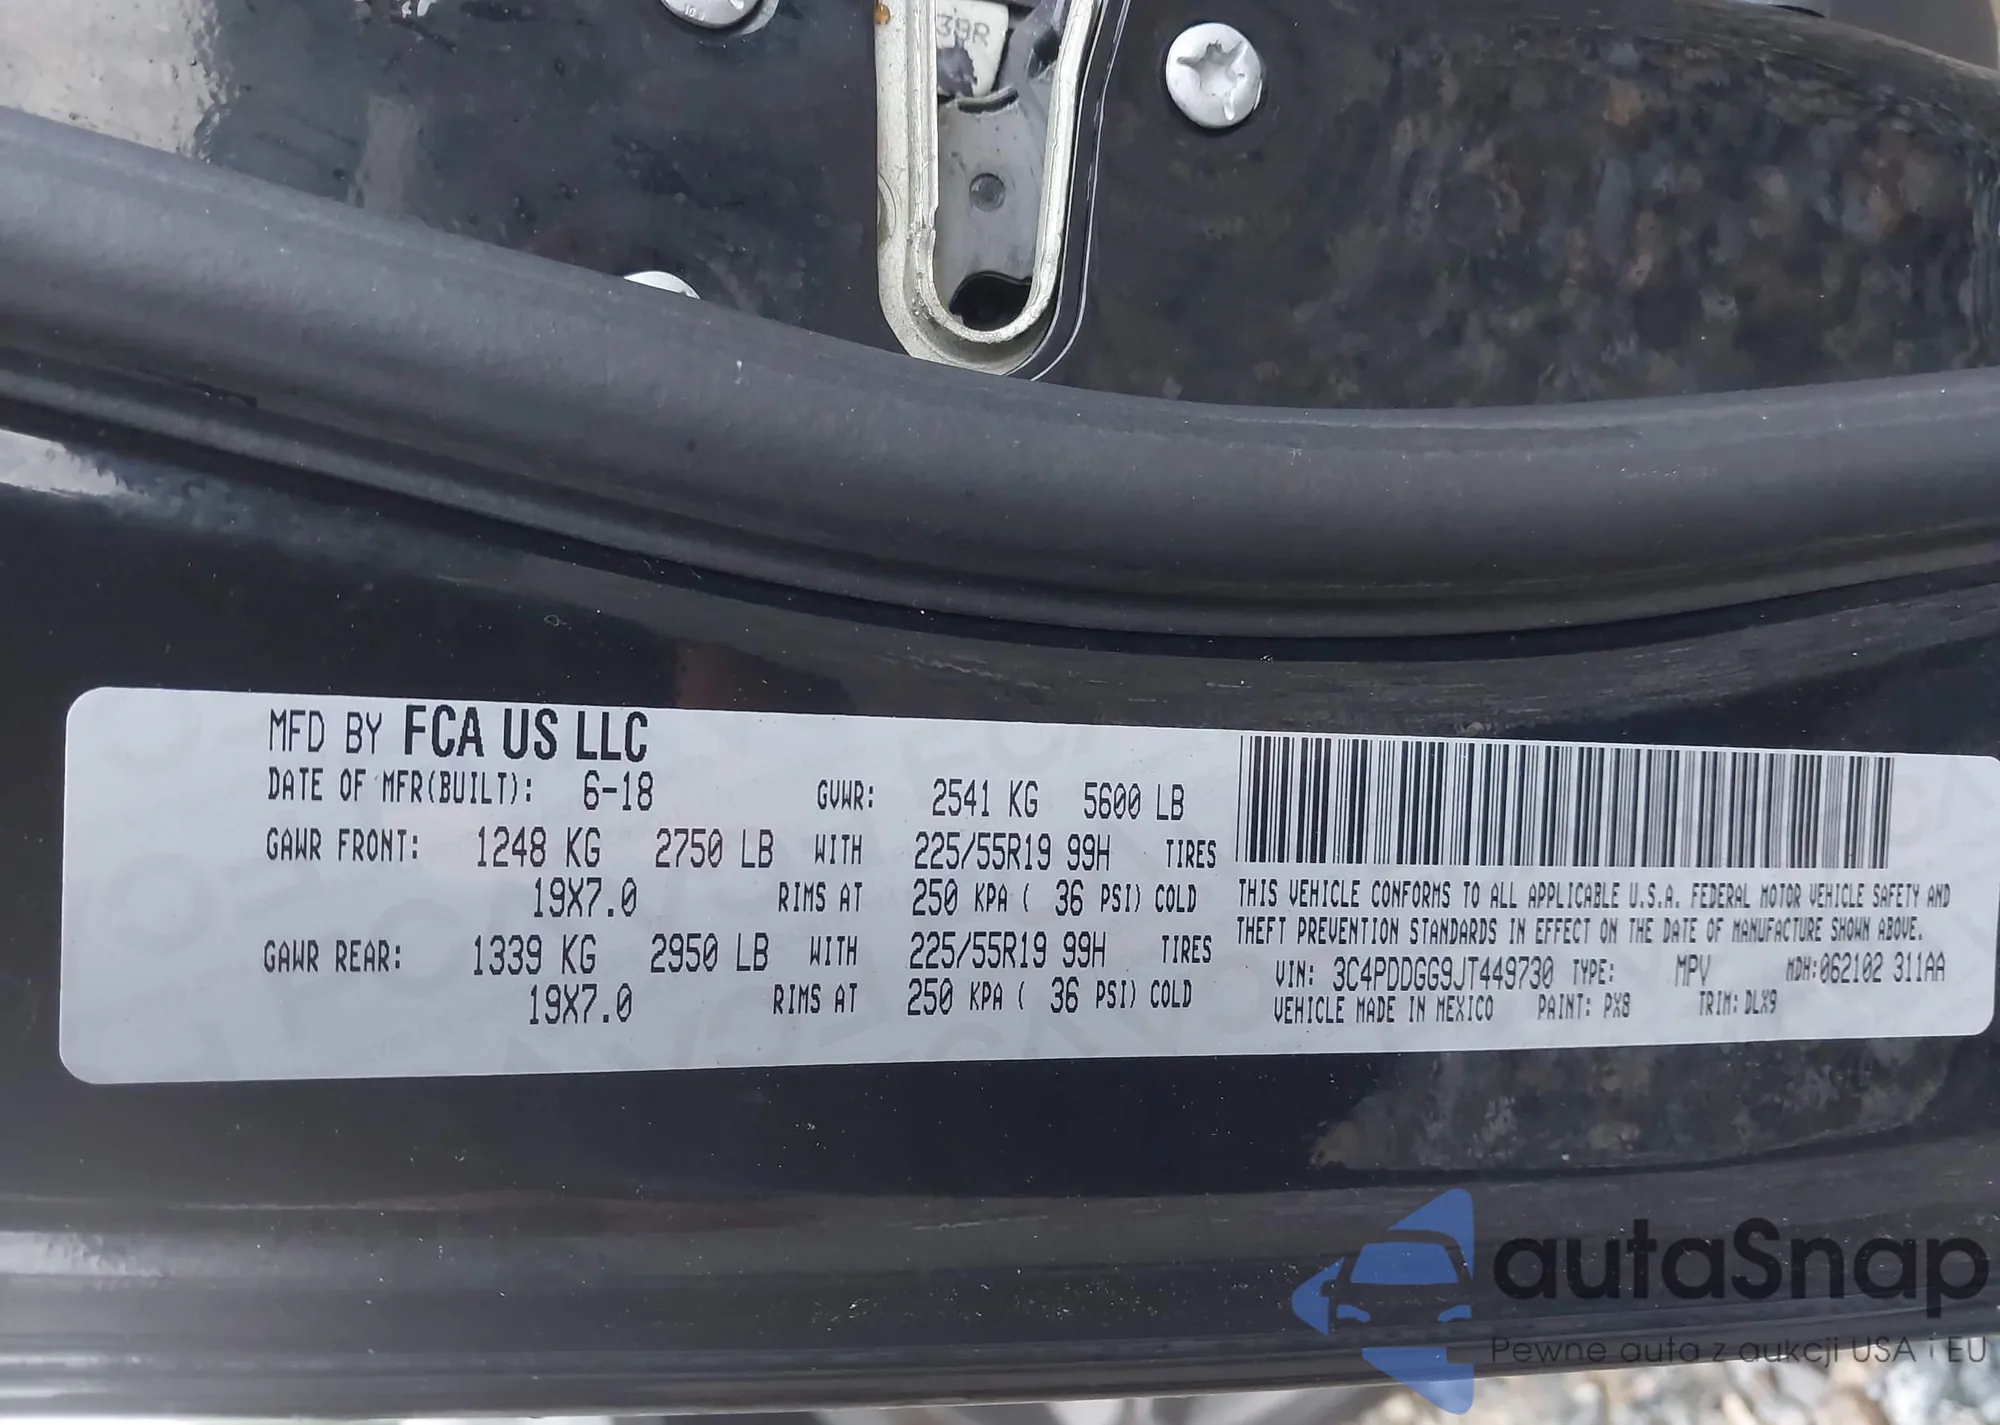 39R
MFD BY FCA US LLC
DATE OF MFR(BUILT): 6-18 GVWR: 2541 KG 5600 LB
GAWR FRONT: 1248 KG 2750 LB WITH 225/55R19 99H TIRES
19X7.0 RIMS AT 250 KPA ( 36 PSI) COLD
GAWR REAR: 1339 KG 2950 LB WITH 225/55R19 99H TIRES
19X7.0 RIMS AT 250 KPA ( 36 PSI) COLD
THIS VEHICLE CONFORMS TO ALL APPLICABLE U.S.A. FEDERAL MOTOR VEHICLE SAFETY AND
THEFT PREVENTION STANDARDS IN EFFECT ON THE DATE OF MANUFACTURE SHOWN ABOVE.
VIN: 3C4PDDGG9JT449730 TYPE: MPV MDH:062102 311AA
VEHICLE MADE IN MEXICO PAINT: PX8 TRIM: DLX9
autaSnap
Pewne auta z aukcji USA i EU